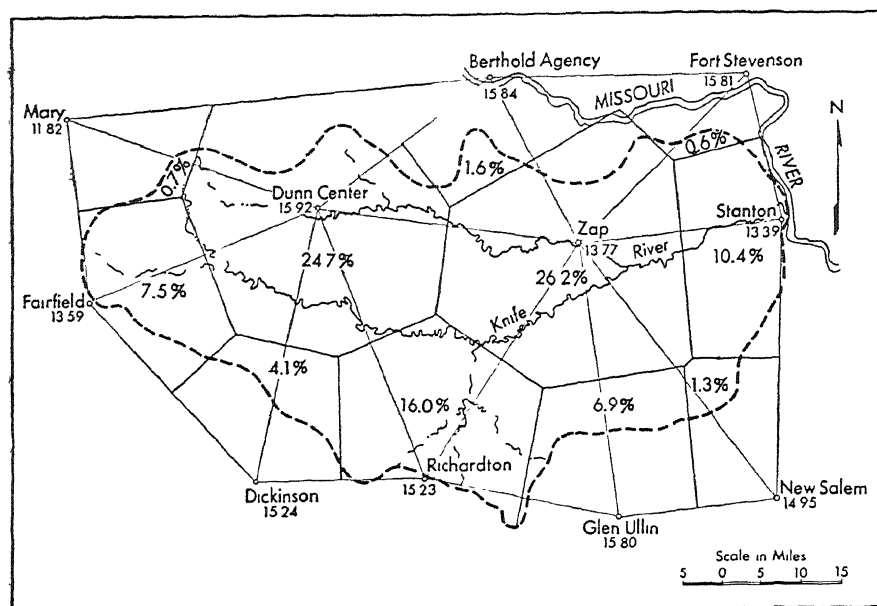 Berthold Agency
15 84
Fort Stevenson
15 81
MISSOURI
RIVER
N
Mary
11 82
0.7%
1.6%
0.6%
Dunn Center
15 92
Zap
13 77
Stanton
13 39
River
Knife
24 7%
26 2%
10.4%
7.5%
Fairfield
13 59
4.1%
16.0%
6.9%
1.3%
Richardton
15 23
Dickinson
15 24
Glen Ullin
15 80
New Salem
14 95
Scale in Miles
5 0 5 10 15